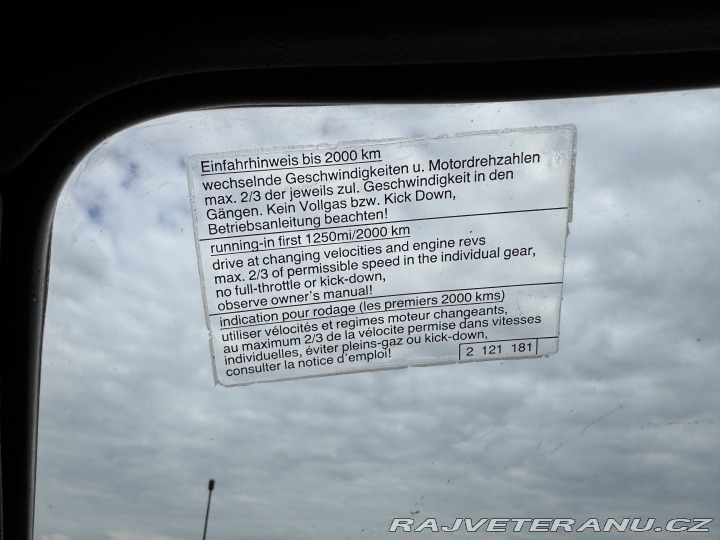 Einfahrhinweis bis 2000 km
wechselnde Geschwindigkeiten u. Motordrehzahlen
max. 2/3 der jeweils zul. Geschwindigkeit in den
Gängen. Kein Vollgas bzw. Kick Down,
Betriebsanleitung beachten!
running-in first 1250mi/2000 km
drive at changing velocities and engine revs
max. 2/3 of permissible speed in the individual gear,
no full-throttle or kick-down,
observe owner's manual!
indication pour rodage (les premiers 2000 kms)
utiliser vélocités et regimes moteur changeants,
au maximum 2/3 de la vélocite permise dans vitesses
individuelles, éviter pleins-gaz ou kick-down,
consulter la notice d'emploi!
2 121 181
RAJVETERANU.CZ